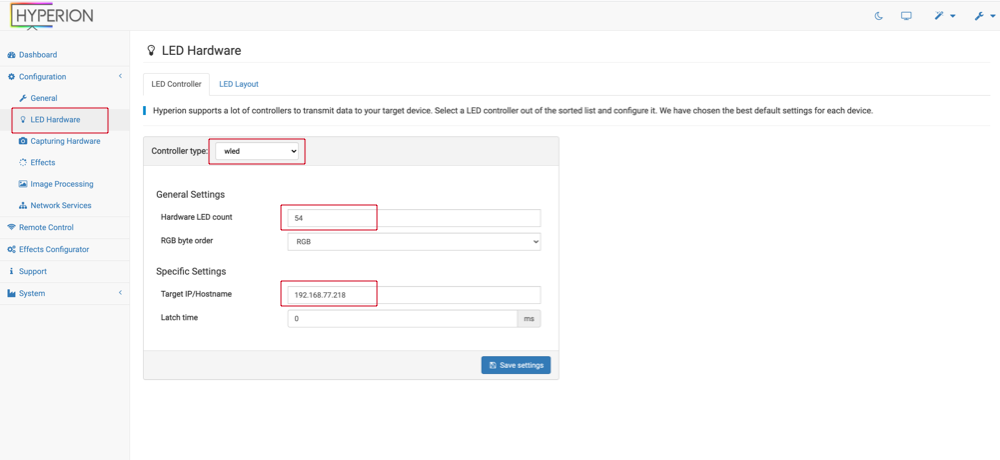 HYPERION
Dashboard
Configuration
General
LED Hardware
Capturing Hardware
Effects
Image Processing
Network Services
Remote Control
Effects Configurator
Support
System
LED Hardware
LED Controller
LED Layout
Hyperion supports a lot of controllers to transmit data to your target device. Select a LED controller out of the sorted list and configure it. We have chosen the best default settings for each device.
Controller type: wled
General Settings
Hardware LED count 54
RGB byte order RGB
Specific Settings
Target IP/Hostname 192.168.77.218
Latch time 0 ms
Save settings